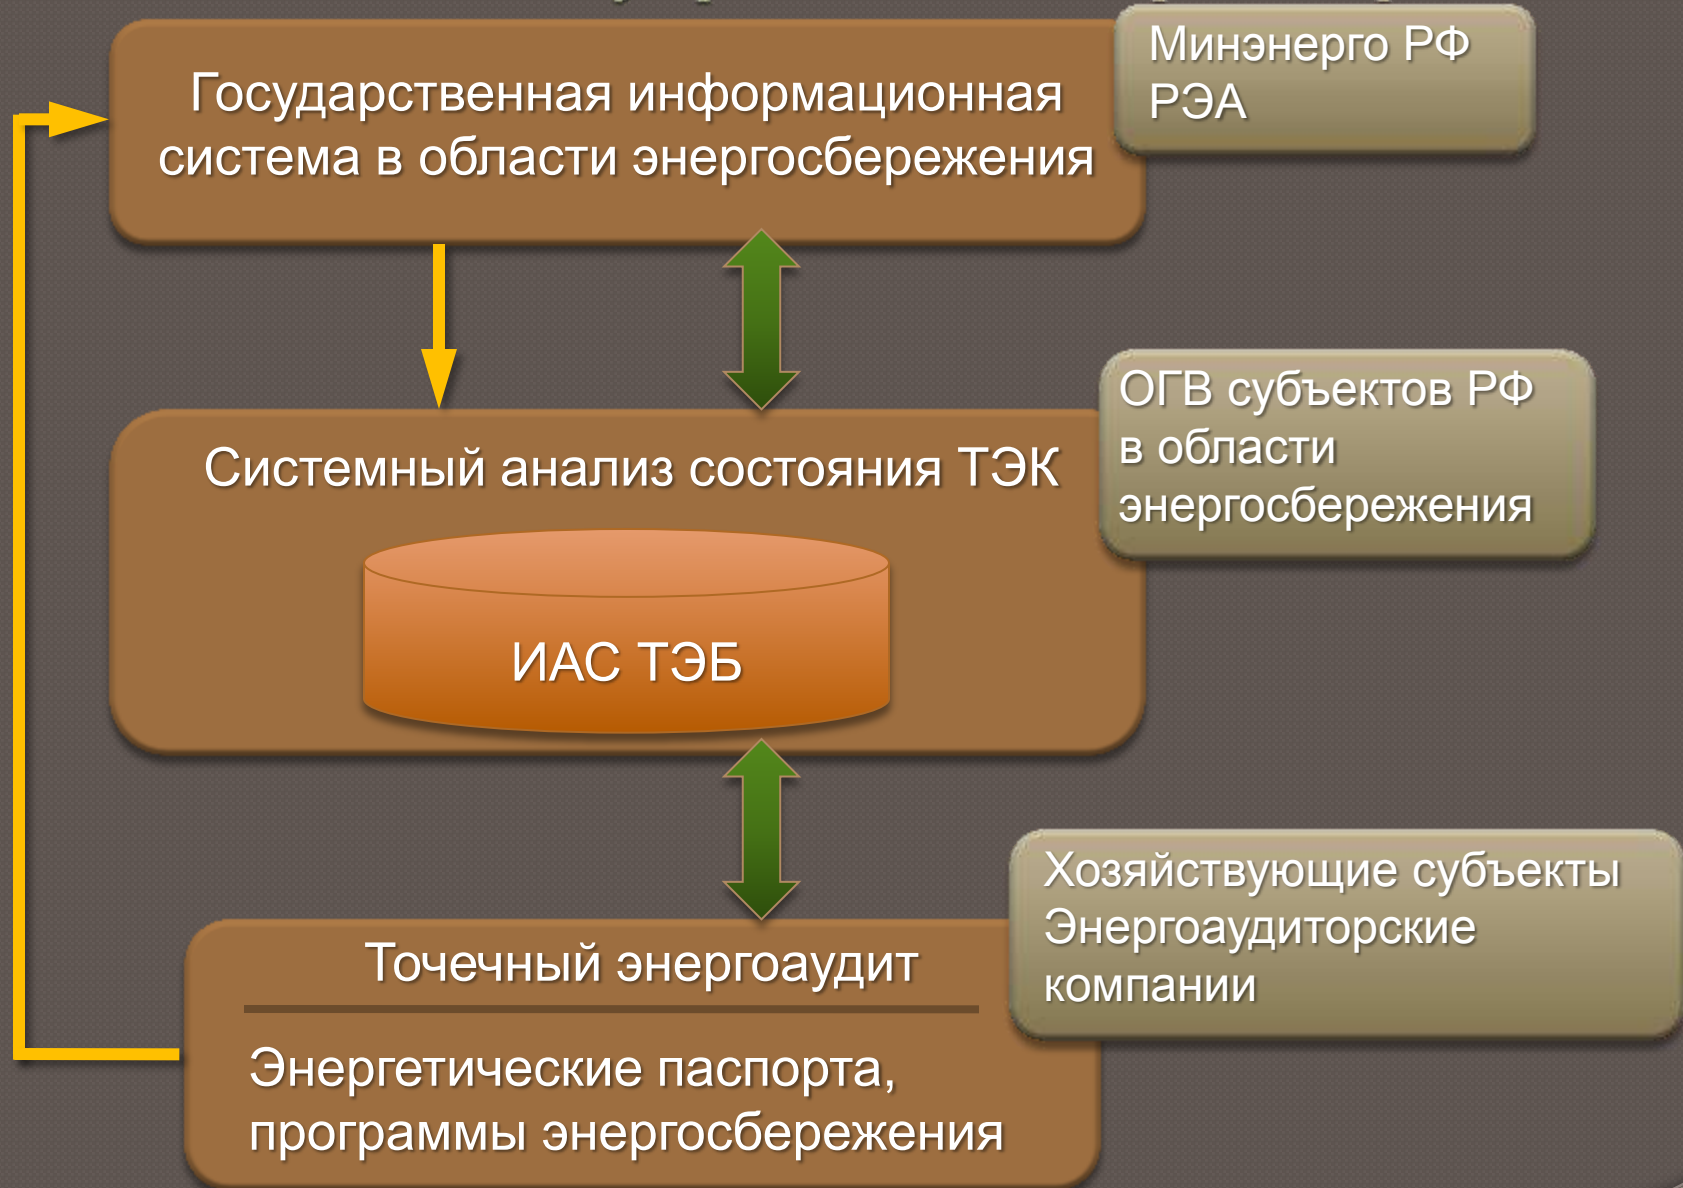 Государственная информационная
система в области энергосбережения
Минэнерго РФ
РЭА
Системный анализ состояния ТЭК
ОГВ субъектов РФ
в области
энергосбережения
ИАС ТЭБ
Хозяйствующие субъекты
Энергоаудиторские
компании
Точечный энергоаудит
Энергетические паспорта,
программы энергосбережения